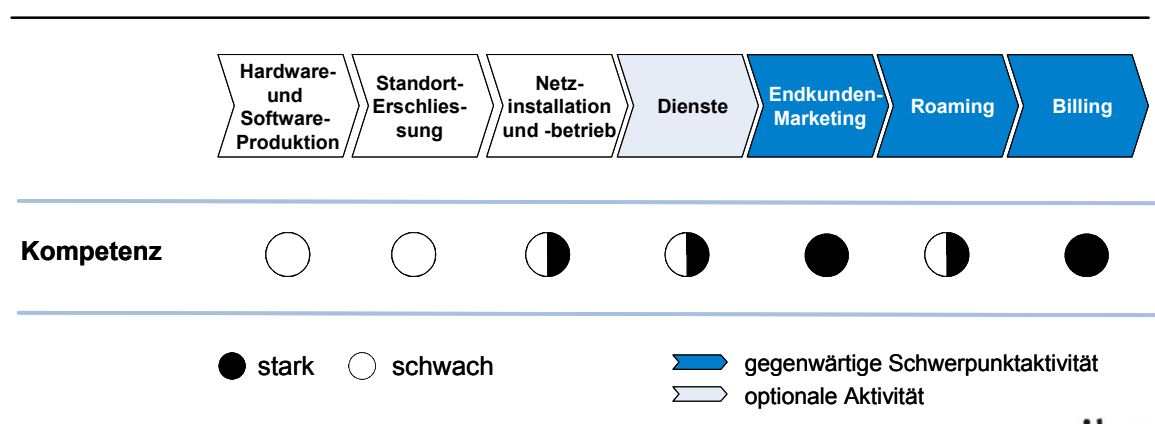 Hardware-
und
Software-
Produktion
Standort-
Erschlies-
sung
Netz-
installation
und -betrieb
Dienste
Endkunden-
Marketing
Roaming
Billing
Kompetenz
stark
schwach
gegenwärtige Schwerpunktaktivität
optionale Aktivität